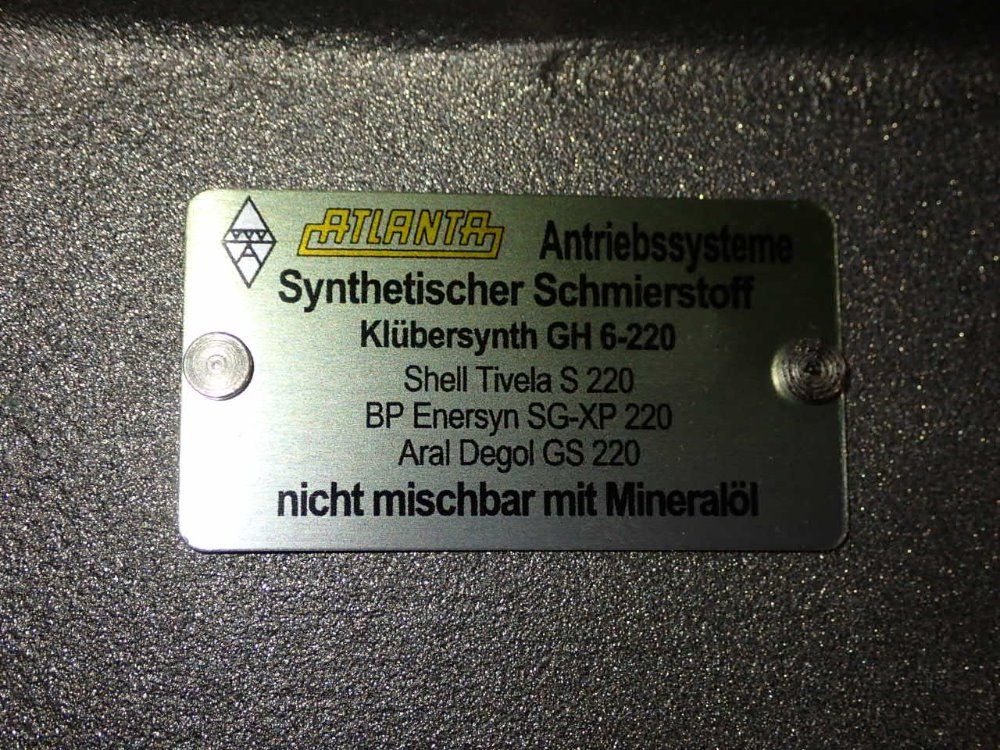 ATLANTA Antriebssysteme
Synthetischer Schmierstoff
Klübersynth GH 6-220
Shell Tivela S 220
BP Enersyn SG-XP 220
Aral Degol GS 220
nicht mischbar mit Mineralöl